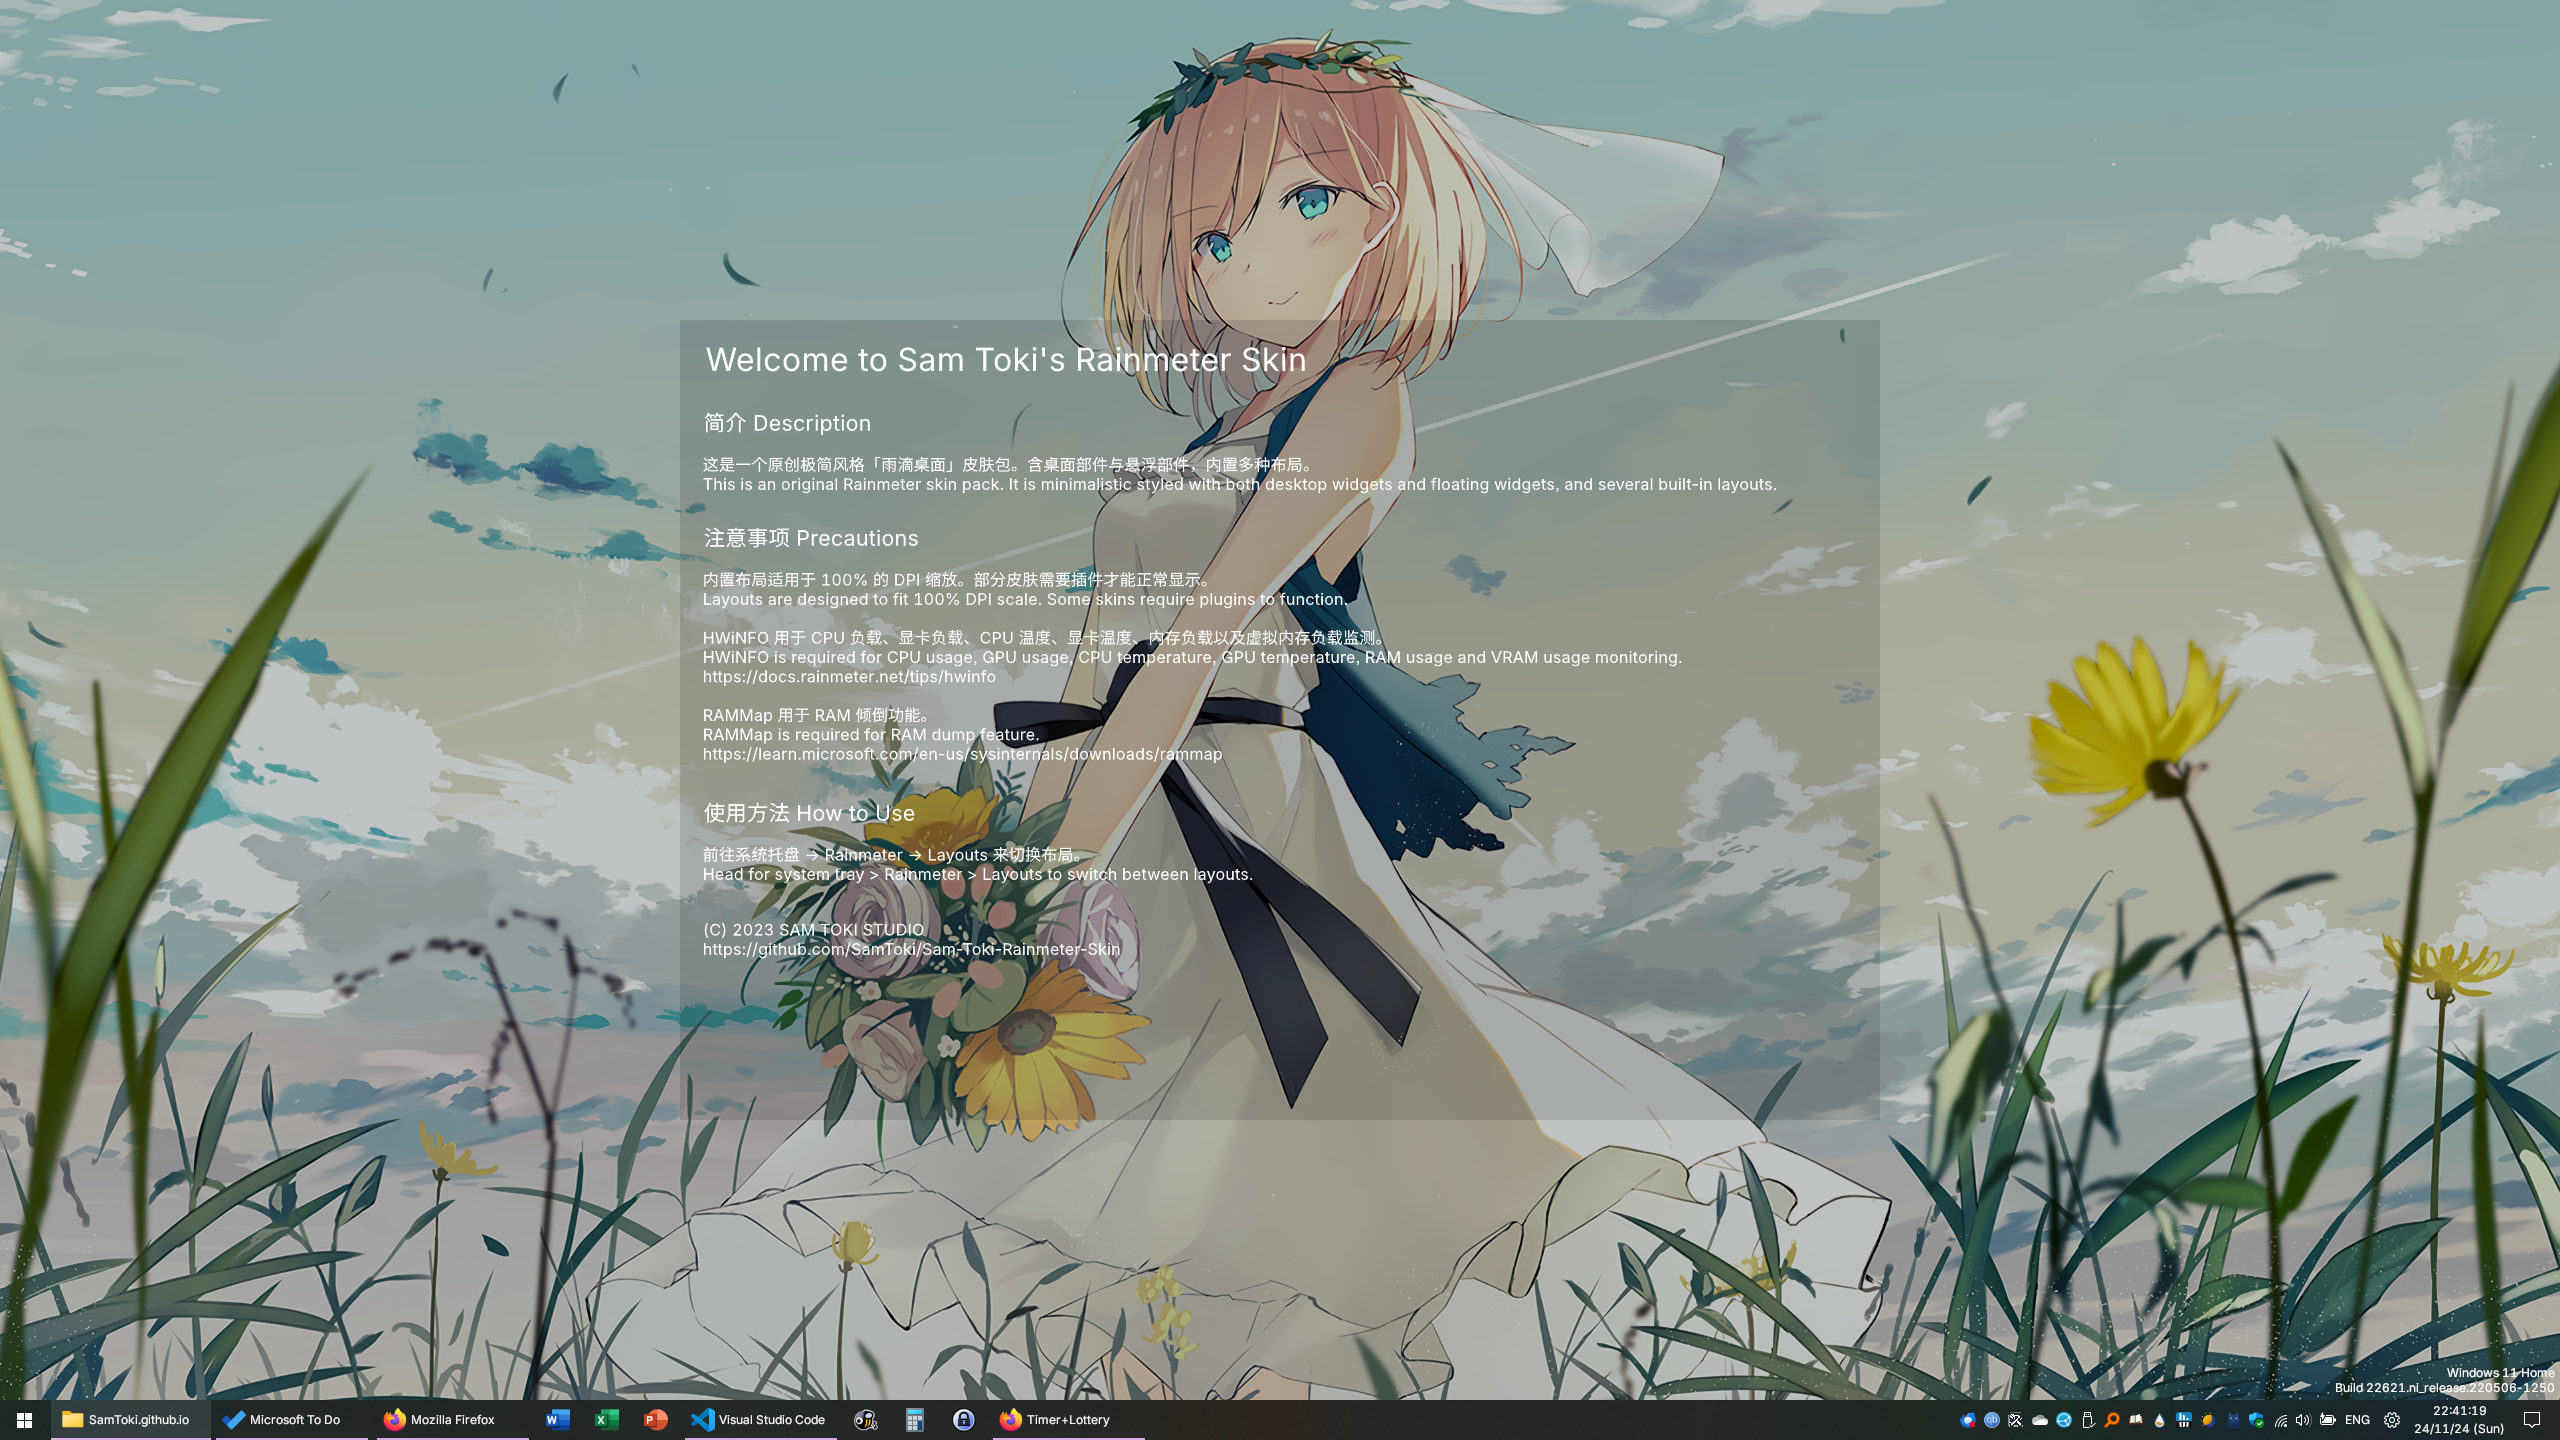 Welcome to Sam Toki's Rainmeter Skin
简介 Description
这是一个原创极简风格「雨滴桌面」皮肤包。含桌面部件与悬浮部件，内置多种布局。
This is an original Rainmeter skin pack. It is minimalistic styled with both desktop widgets and floating widgets, and several built-in layouts.
注意事项 Precautions
内置布局适用于 100% 的 DPI 缩放。部分皮肤需要插件才能正常显示。
Layouts are designed to fit 100% DPI scale. Some skins require plugins to function.
HWiNFO 用于 CPU 负载、显卡负载、CPU 温度、显卡温度、内存负载以及虚拟内存负载监测。
HWiNFO is required for CPU usage, GPU usage, CPU temperature, GPU temperature, RAM usage and VRAM usage monitoring.
https://docs.rainmeter.net/tips/hwinfo
RAMMap 用于 RAM 倾倒功能。
RAMMap is required for RAM dump feature.
https://learn.microsoft.com/en-us/sysinternals/downloads/rammap
使用方法 How to Use
前往系统托盘 → Rainmeter → Layouts 来切换布局。
Head for system tray > Rainmeter > Layouts to switch between layouts.
(C) 2023 SAM TOKI STUDIO
https://github.com/SamToki/Sam-Toki-Rainmeter-Skin
Windows 11 Home
Build 22621.ni_release.220506-1250
SamToki.github.io
Microsoft To Do
Mozilla Firefox
Visual Studio Code
Timer+Lottery
ENG
22:41:19
24/11/24 (Sun)